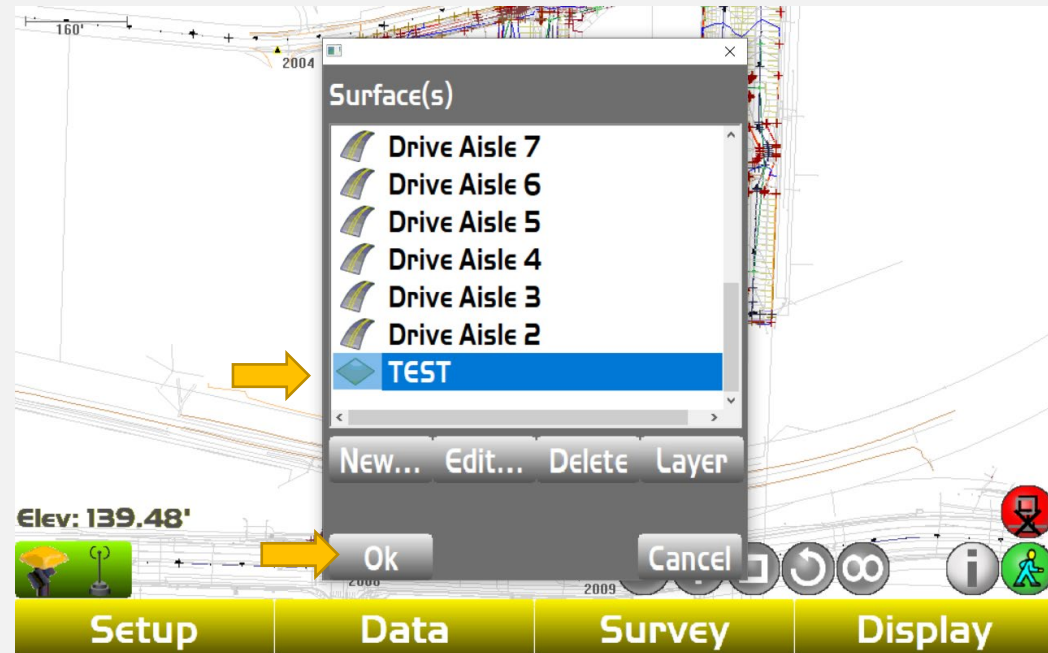 160'
2004
Surface(s)
Drive Aisle 7
Drive Aisle 6
Drive Aisle 5
Drive Aisle 4
Drive Aisle 3
Drive Aisle 2
TEST
New... Edit... Delete Layer
Elev: 139.48'
Ok Cancel
2008 2009
Setup Data Survey Display